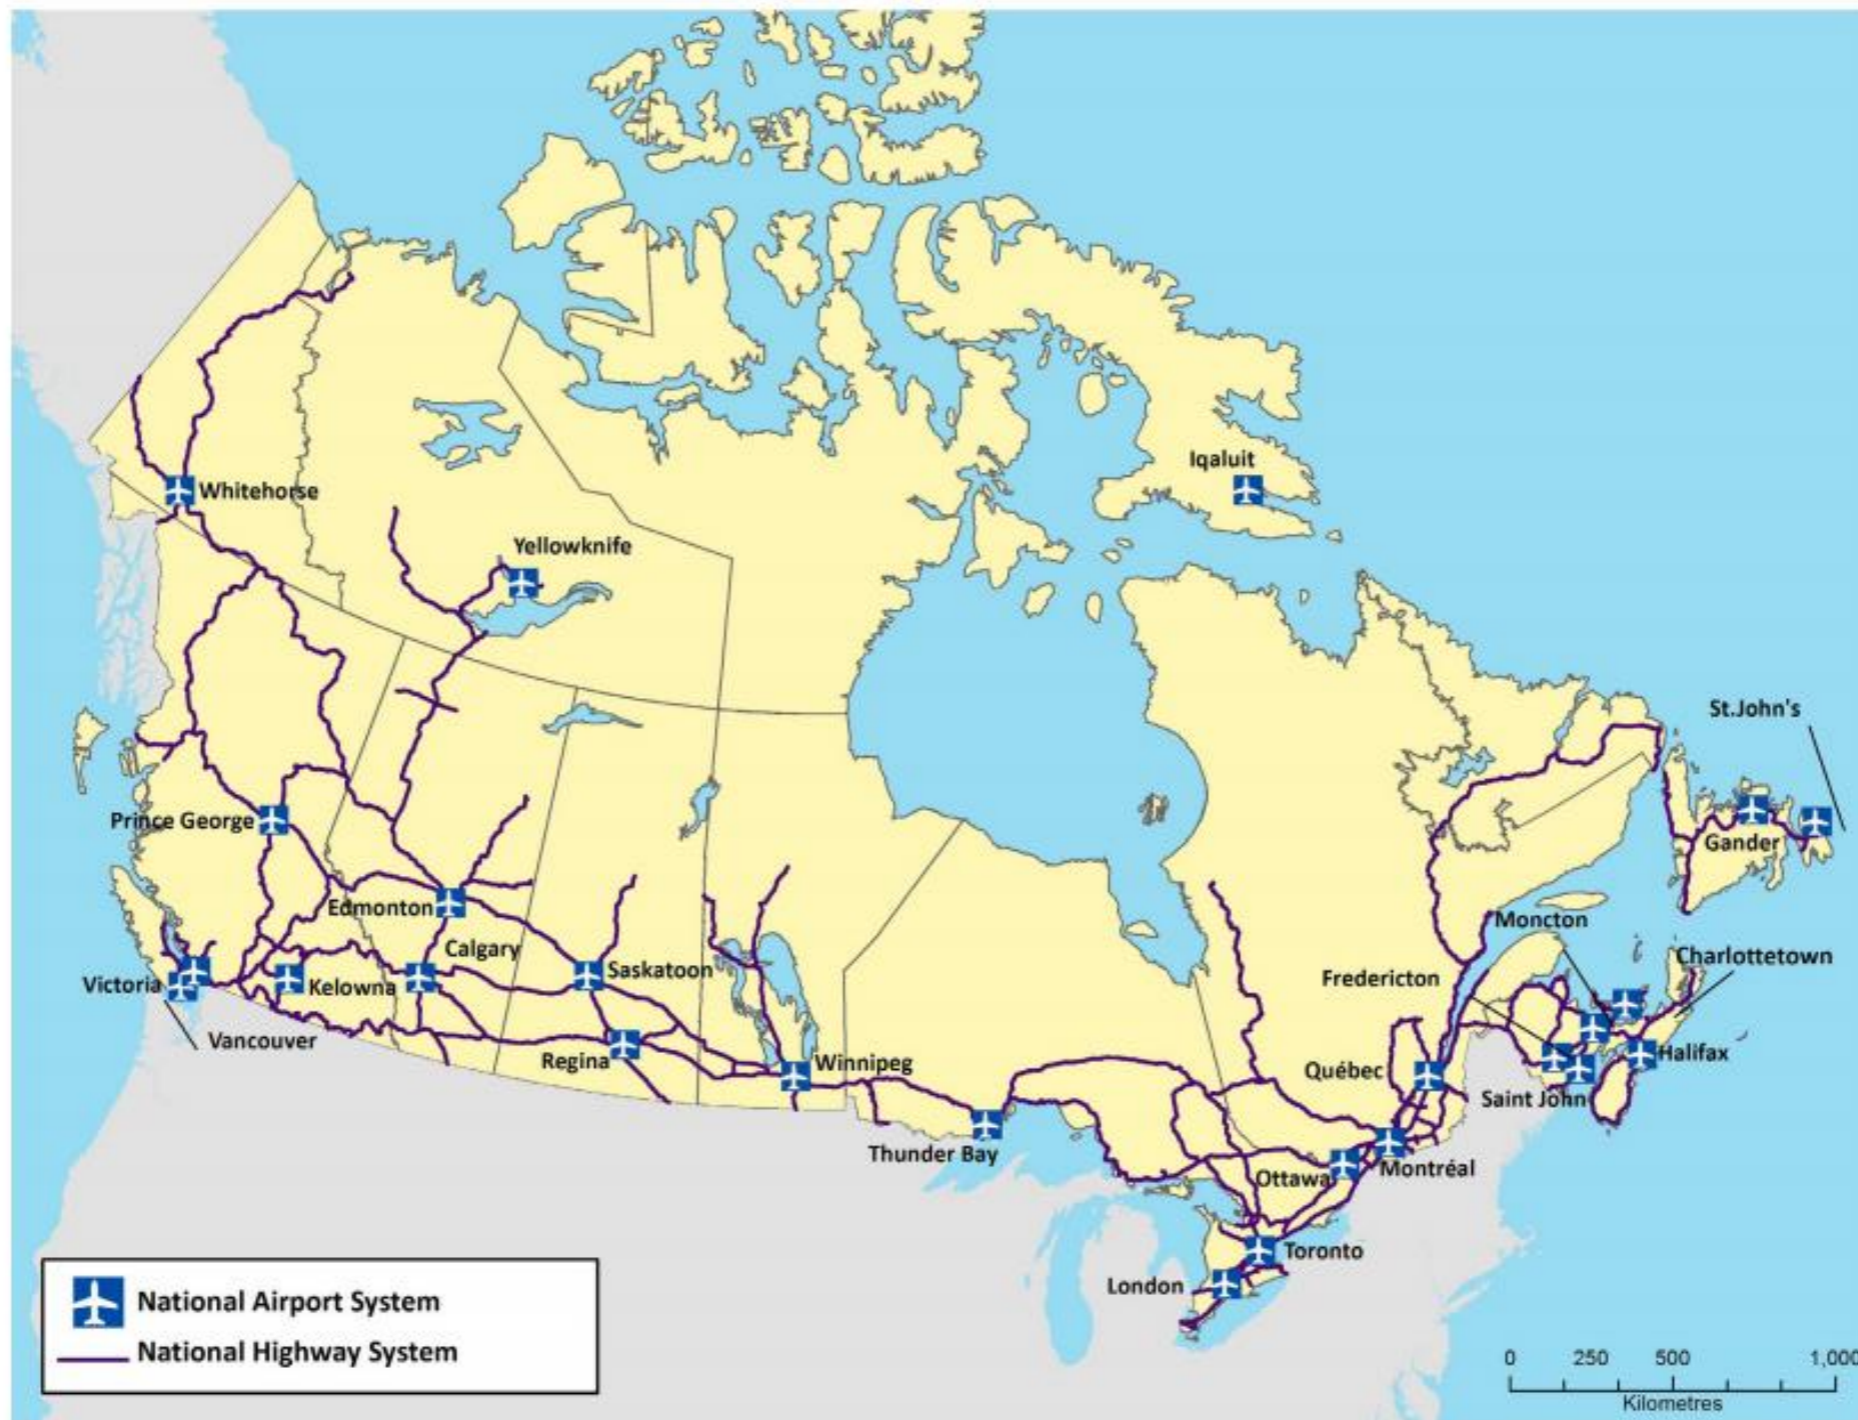 Iqaluit
Whitehorse
Yellowknife
St.John's
Prince George
Gander
Edmonton
Moncton
Calgary
Charlottetown
Saskatoon
Fredericton
Victoria
Kelowna
Vancouver
Regina
Winnipeg
Halifax
Québec
Saint John
Thunder Bay
Montréal
Ottawa
Toronto
London
National Airport System
National Highway System
0 250 500 1,000
Kilometres